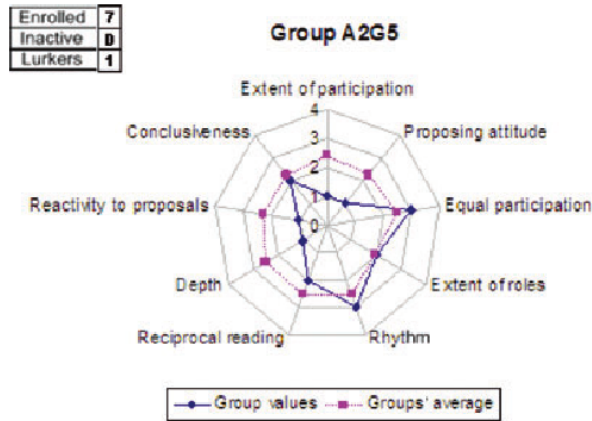 Enrolled 7
Inactive 0
Lurkers 1
Group A2G5
Extent of participation
Conclusiveness
Proposing attitude
Reactivity to proposals
Equal participation
Depth
Extent of roles
Reciprocal reading
Rhythm
4
3
2
1
0
Group values
Groups' average